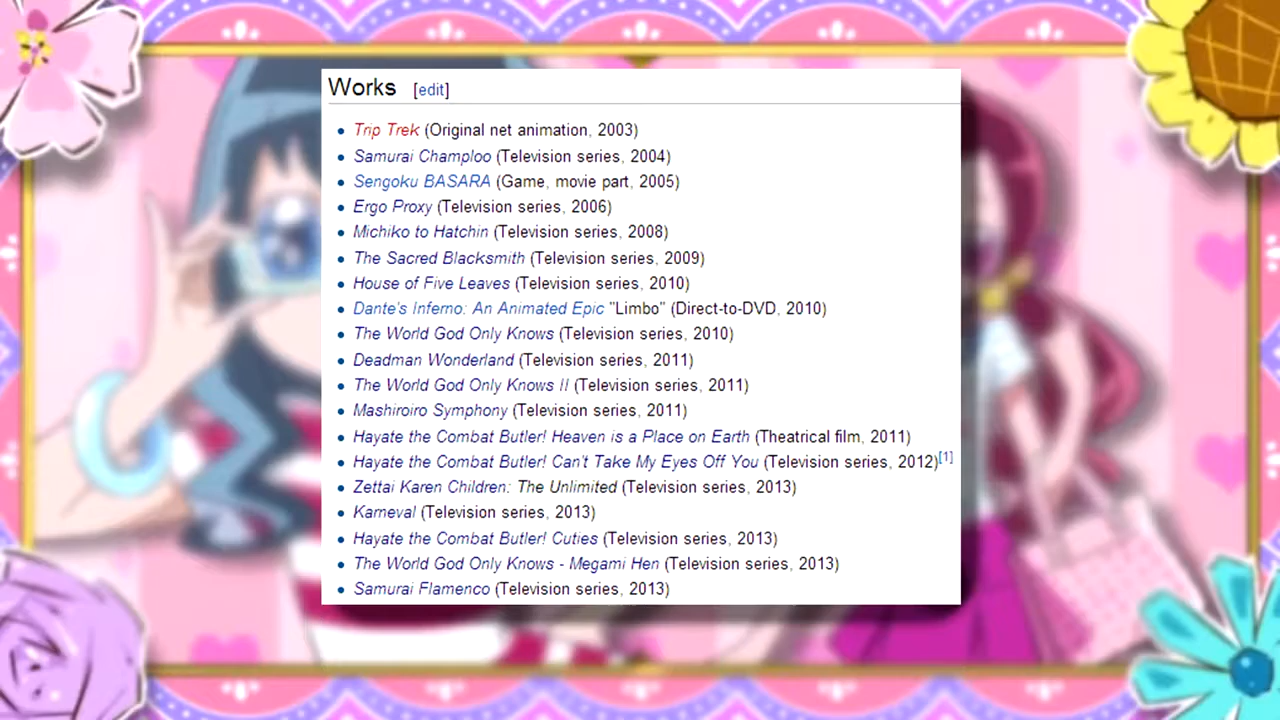 Works [edit]
Trip Trek (Original net animation, 2003)
Samurai Champloo (Television series, 2004)
Sengoku BASARA (Game, movie part, 2005)
Ergo Proxy (Television series, 2006)
Michiko to Hatchin (Television series, 2008)
The Sacred Blacksmith (Television series, 2009)
House of Five Leaves (Television series, 2010)
Dante's Inferno: An Animated Epic "Limbo" (Direct-to-DVD, 2010)
The World God Only Knows (Television series, 2010)
Deadman Wonderland (Television series, 2011)
The World God Only Knows II (Television series, 2011)
Mashiroiro Symphony (Television series, 2011)
Hayate the Combat Butler! Heaven is a Place on Earth (Theatrical film, 2011)
Hayate the Combat Butler! Can't Take My Eyes Off You (Television series, 2012)[1]
Zettai Karen Children: The Unlimited (Television series, 2013)
Karneval (Television series, 2013)
Hayate the Combat Butler! Cuties (Television series, 2013)
The World God Only Knows - Megami Hen (Television series, 2013)
Samurai Flamenco (Television series, 2013)